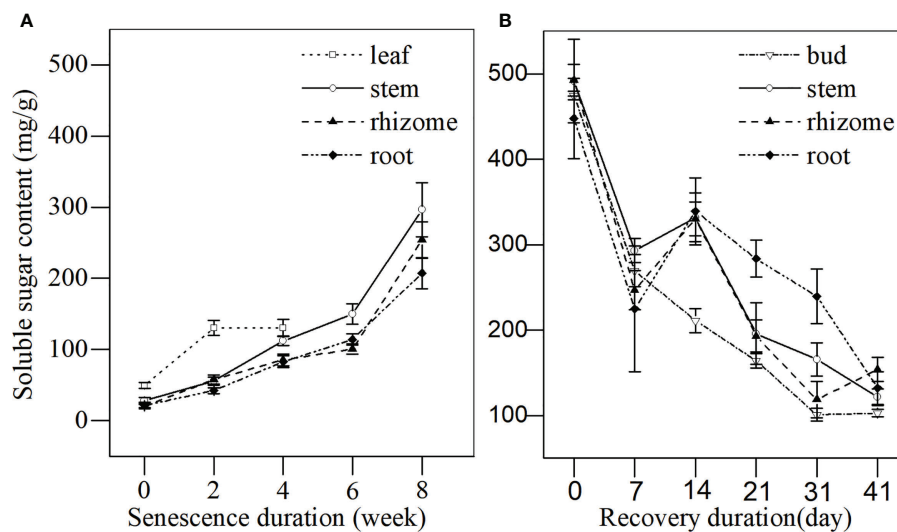 A
B
leaf
stem
rhizome
root
500
400
300
200
100
0
Soluble sugar content (mg/g)
0 2 4 6 8
Senescence duration (week)
bud
stem
rhizome
root
500
400
300
200
100
0 7 14 21 31 41
Recovery duration(day)